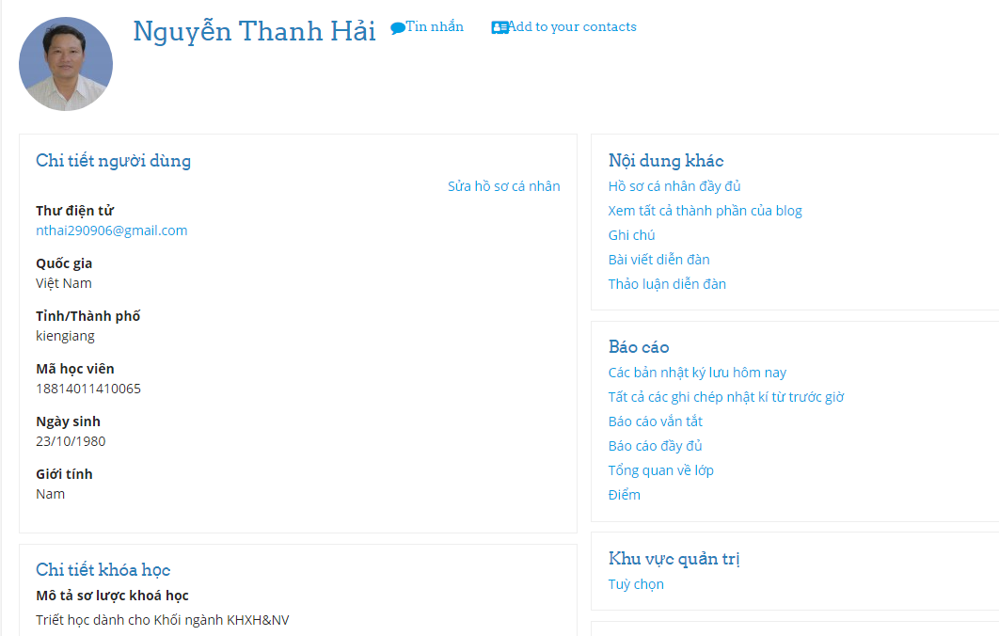 Nguyễn Thanh Hải
Tin nhắn
Add to your contacts
Chi tiết người dùng
Sửa hồ sơ cá nhân
Thư điện tử
nthai290906@gmail.com
Quốc gia
Việt Nam
Tỉnh/Thành phố
kiengiang
Mã học viên
18814011410065
Ngày sinh
23/10/1980
Giới tính
Nam
Chi tiết khóa học
Mô tả sơ lược khoá học
Triết học dành cho Khối ngành KHXH&NV
Nội dung khác
Hồ sơ cá nhân đầy đủ
Xem tất cả thành phần của blog
Ghi chú
Bài viết diễn đàn
Thảo luận diễn đàn
Báo cáo
Các bản nhật ký lưu hôm nay
Tất cả các ghi chép nhật kí từ trước giờ
Báo cáo vắn tắt
Báo cáo đầy đủ
Tổng quan về lớp
Điểm
Khu vực quản trị
Tuỳ chọn